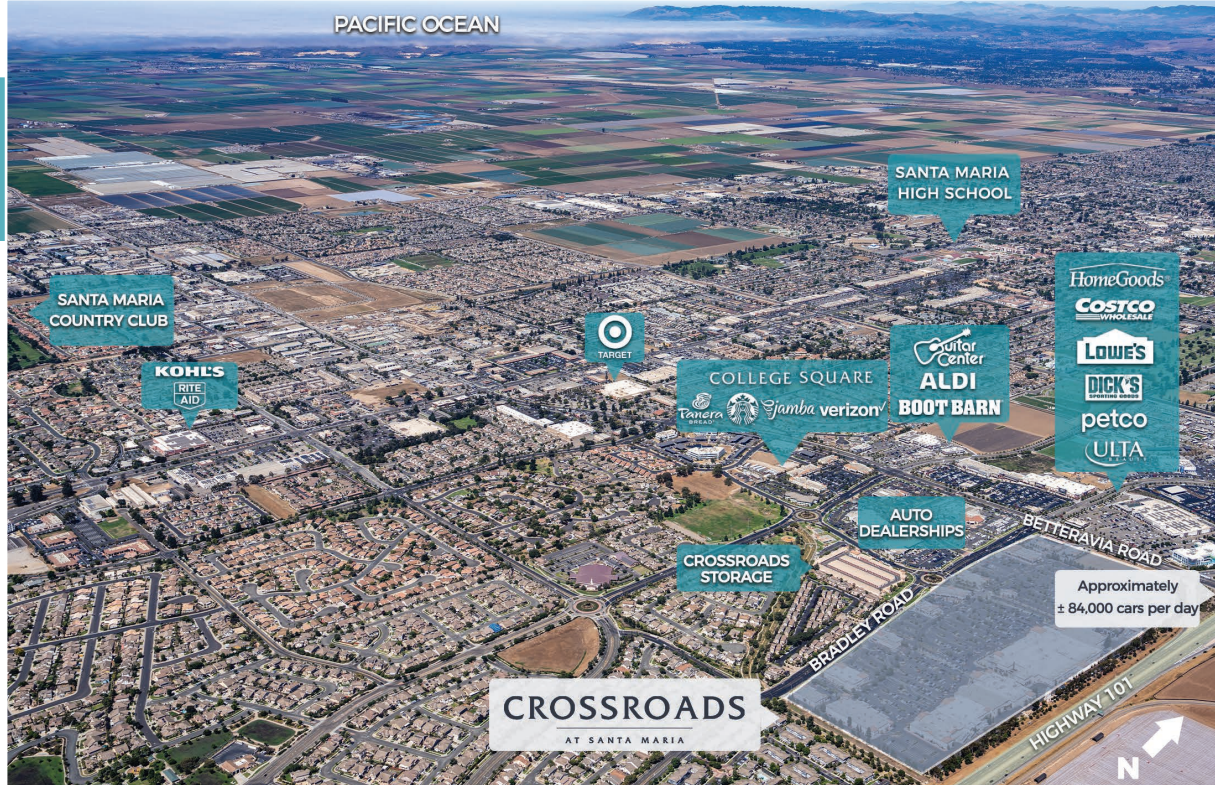 PACIFIC OCEAN
SANTA MARIA
HIGH SCHOOL
HomeGoods®
COSTCO
WHOLESALE
LOWE'S
DICK'S
SPORTING GOODS
petco
ULTA
BEAUTY
SANTA MARIA
COUNTRY CLUB
TARGET
KOHL'S
RITE
AID
Guitar
Center
ALDI
BOOT BARN
COLLEGE SQUARE
Panera
BREAD
jamba
verizon
AUTO
DEALERSHIPS
BETTERAVIA ROAD
CROSSROADS
STORAGE
Approximately
± 84,000 cars per day
BRADLEY ROAD
CROSSROADS
AT SANTA MARIA
HIGHWAY 101
N